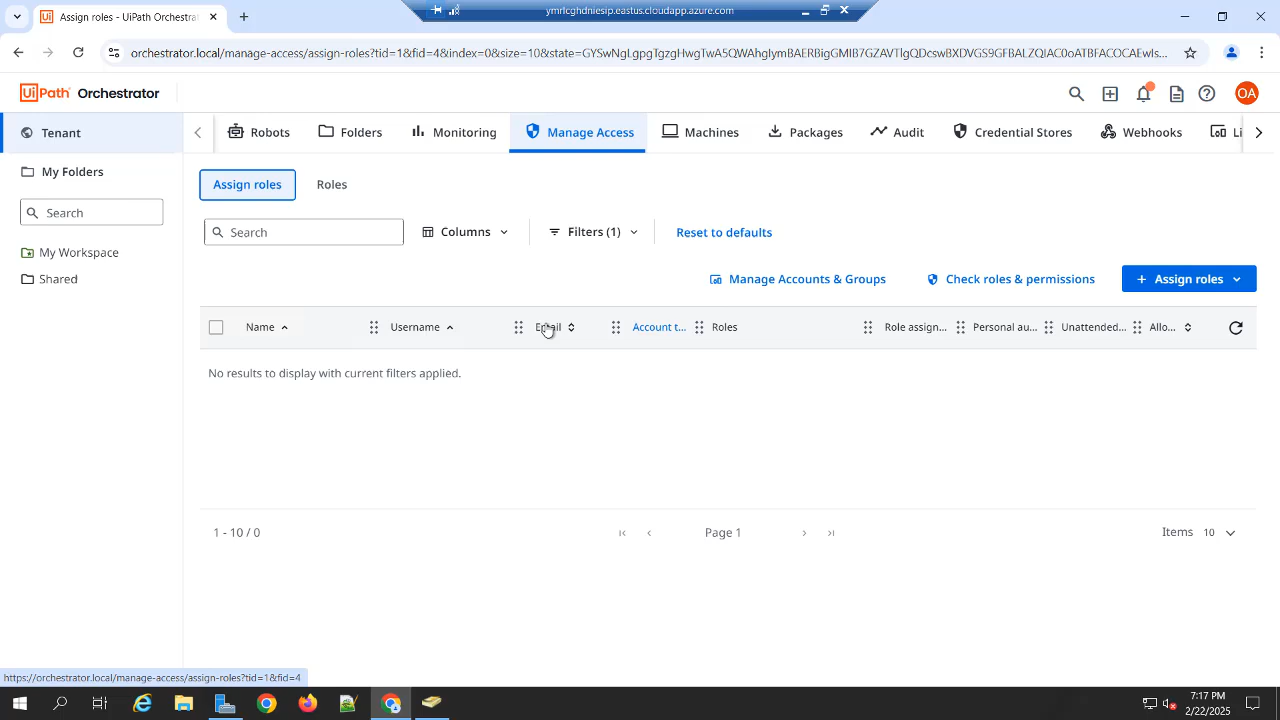 Assign roles - UiPath Orchestrator
ymrlcghdniesip.eastus.cloudapp.azure.com
orchestrator.local/manage-access/assign-roles?tid=1&fid=4&index=0&size=10&state=GYSwNgLgpgTgzgHwgTwA5QWAhgIymBAERBigGMIB7GZAVTlgQDcswBXDVGS9GFBALZQIAC0oATBFACOCAEwIs...
UiPath Orchestrator
OA
Tenant
Robots
Folders
Monitoring
Manage Access
Machines
Packages
Audit
Credential Stores
Webhooks
Li
My Folders
Assign roles
Roles
Search
Search
Columns
Filters (1)
Reset to defaults
My Workspace
Shared
Manage Accounts & Groups
Check roles & permissions
Assign roles
Name
Username
Email
Account t...
Roles
Role assign...
Personal au...
Unattended...
Allo...
No results to display with current filters applied.
1 - 10 / 0
Page 1
Items 10
https://orchestrator.local/manage-access/assign-roles?tid=1&fid=4
7:17 PM
2/22/2025